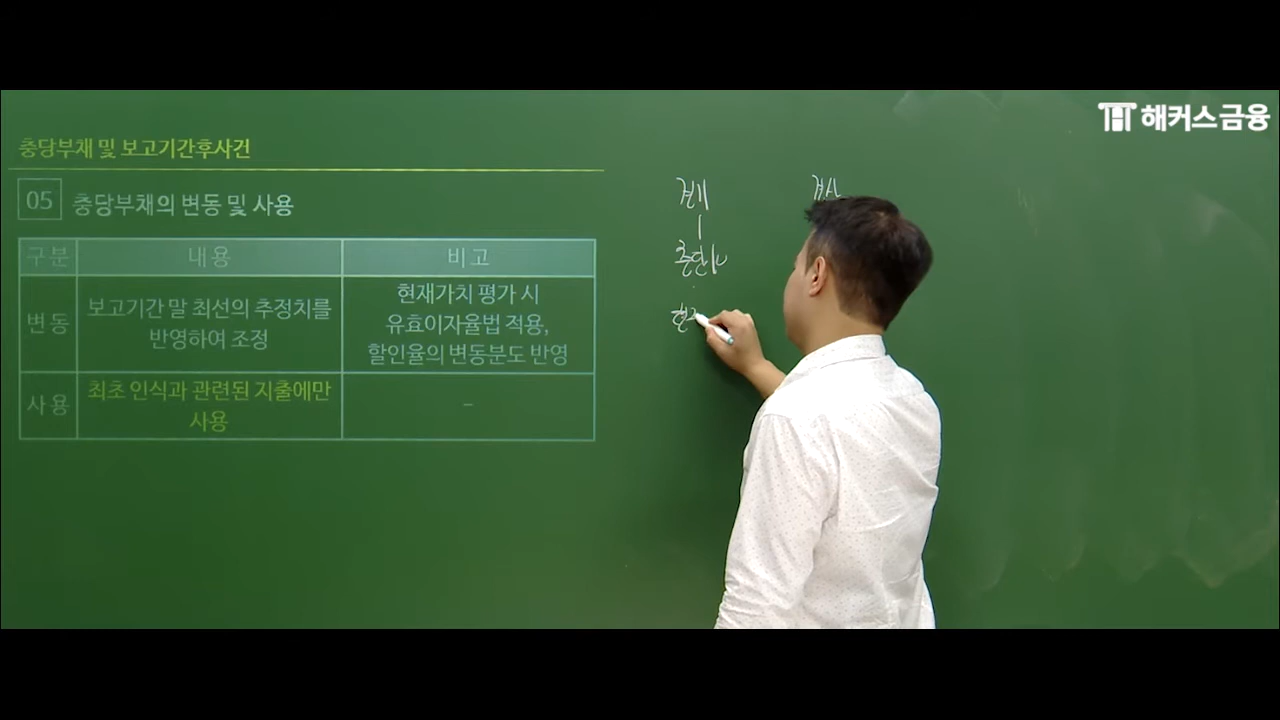 해커스금융
충당부채 및 보고기간후사건
05 충당부채의 변동 및 사용
구분 내용 비고
변동 보고기간 말 최선의 추정치를
반영하여 조정
현재가치 평가 시
유효이자율법 적용,
할인율의 변동분도 반영
사용 최초 인식과 관련된 지출에만
사용
–